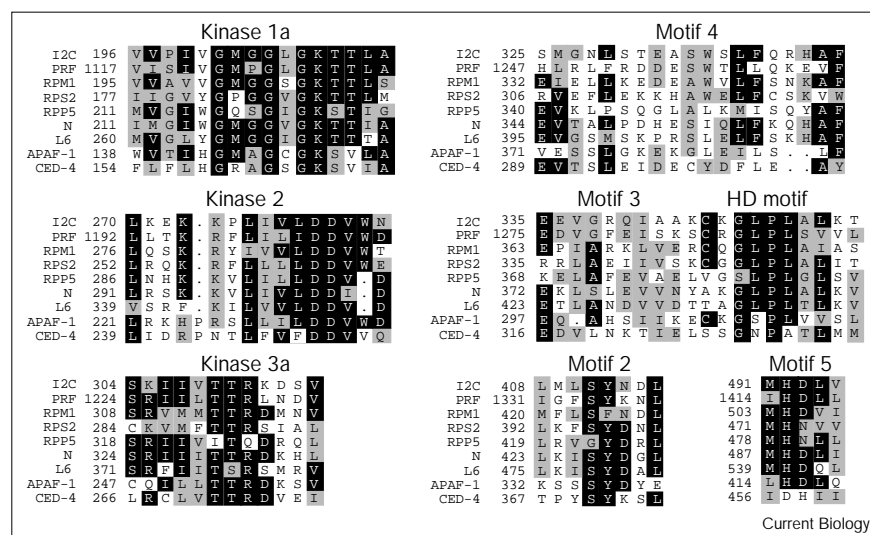 Kinase 1a
I2C 196 V V P I V G M G G L G K T T L A
PRF 1117 V I S I V G M P G L G K T T L A
RPM1 195 V V A V V G M G G S G K T T L S
RPS2 177 I I G V Y G P G G V G K T T L M
RPP5 211 M V G I W G Q S G I G K S T I G
N 211 I M G I W G M G G V G K T T I A
L6 260 M V G L Y G M G G I G K T T T A
APAF-1 138 W V T I H G M A G C G K S V L A
CED-4 154 F L F L H G R A G S G K S V I A
Motif 4
I2C 325 S M G N L S T E A S W S L F Q R H A F
PRF 1247 H L R L F R D D E S W T L L Q K E V F
RPM1 332 E I E L L K E D E A W V L F S N K A F
RPS2 306 R V K F L E K K H A W E L F C S K V W
RPP5 340 E V K L P S Q G L A L K M I S Q Y A F
N 344 E V T A L P D H E S I Q L F K Q H A F
L6 395 E V G S M S K P R S L E L F S K H A F
APAF-1 371 V E S S L G K E K G L E I L S . . L F
CED-4 289 E V T S L E I D E C Y D F L E . . A Y
Kinase 2
I2C 270 L K E K . K P L I V L D D V W N
PRF 1192 L L T K . R F L I L I D D V W D
RPM1 276 L Q S K . R Y I V V L D D V W T
RPS2 252 L R Q K . R F L L L L D D V W E
RPP5 286 L N H K . K V L I V L D D V . D
N 291 L R S K . K V L I V L D D I . D
L6 339 V S R F . K I L V V L D D V . D
APAF-1 221 L R K H P R S L L I L D D V W D
CED-4 239 L I D R P N T L F V F D D V V Q
Motif 3 HD motif
I2C 335 E E V G R Q I A A K C K G L P L A L K T
PRF 1275 E D V G F E I S K S C R G L P L S V V L
RPM1 363 E P I A R K L V E R C Q G L P L A I A S
RPS2 335 R R L A E I I V S K C G G L P L A L I T
RPP5 368 K E L A F E V A E L V G S L P L G L S V
N 372 E K L S L E V V N Y A K G L P L A L K V
L6 423 E T L A N D V V D T T A G L P L T L K V
APAF-1 297 E Q . A H S I I K E C K G S P L V V S L
CED-4 316 E D V L N K T I E L S S G N P A T L M M
Kinase 3a
I2C 304 S K I I V T T R K D S V
PRF 1224 S R I I L T T R L N D V
RPM1 308 S R V M M T T R D M N V
RPS2 284 C K V M F T T R S I A L
RPP5 318 S R I I V I T Q D R Q L
N 324 S R I I I T T R D K H L
L6 371 S R F I I T S R S M R V
APAF-1 247 C Q I L L T T R D K S V
CED-4 266 L R C L V T T R D V E I
Motif 2
I2C 408 L M L S Y N D L
PRF 1331 I G F S Y K N L
RPM1 420 M F L S F N D L
RPS2 392 L K F S Y D N L
RPP5 419 L R V G Y D R L
N 423 L K I S Y D G L
L6 475 L K I S Y D A L
APAF-1 332 K S S S Y D Y E
CED-4 367 T P Y S Y K S L
Motif 5
491 M H D L V
1414 I H D L L
503 M H D V I
471 M H N V V
478 M H N L L
487 M H D L I
539 M H D Q L
414 L H D L Q
456 I D H I I
Current Biology